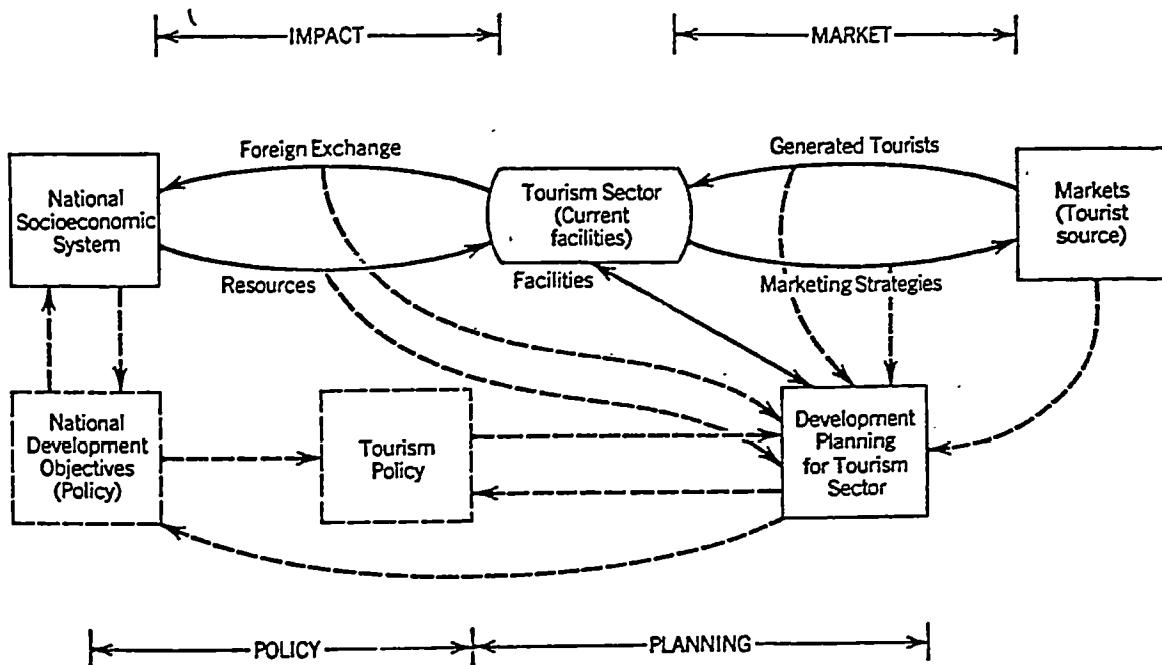 IMPACT
MARKET
Foreign Exchange
Generated Tourists
National
Socioeconomic
System
Tourism Sector
(Current
facilities)
Markets
(Tourist
source)
Resources
Facilities
Marketing Strategies
National
Development
Objectives
(Policy)
Tourism
Policy
Development
Planning
for Tourism
Sector
POLICY
PLANNING